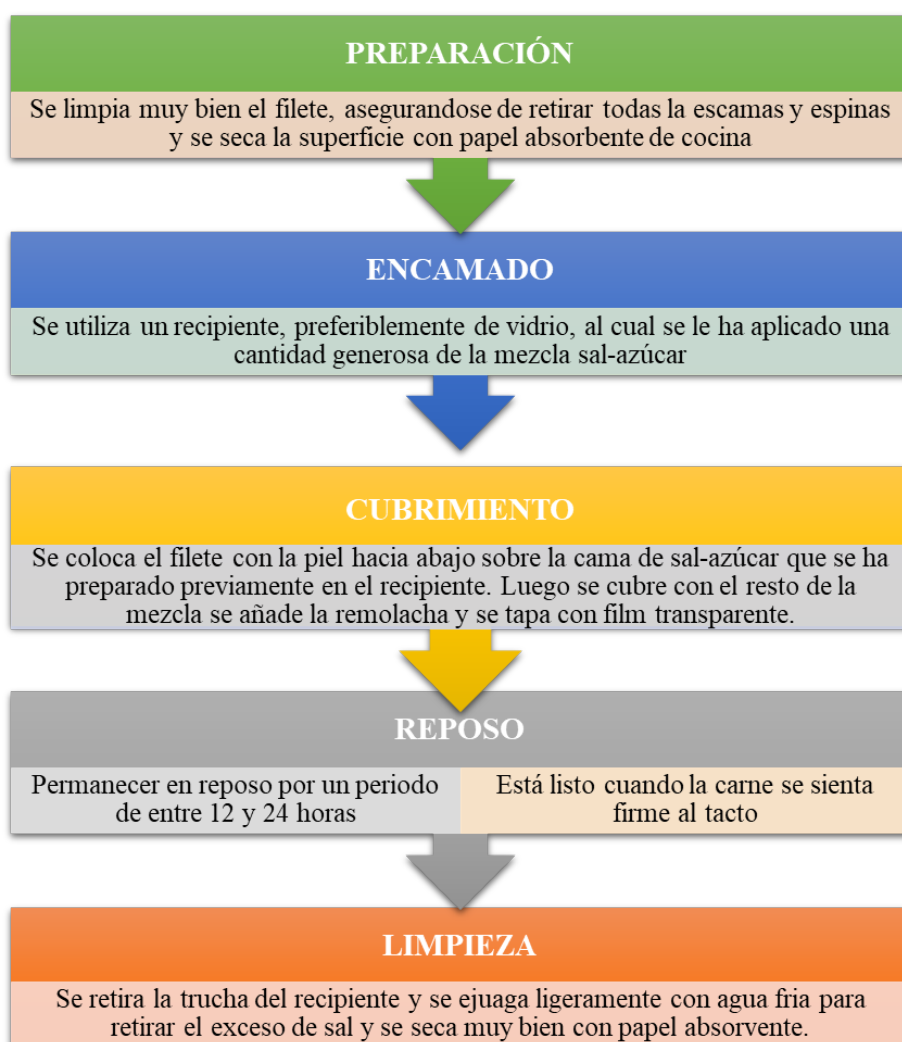 PREPARACIÓN
Se limpia muy bien el filete, asegurandose de retirar todas la escamas y espinas
y se seca la superficie con papel absorbente de cocina
ENCAMADO
Se utiliza un recipiente, preferiblemente de vidrio, al cual se le ha aplicado una
cantidad generosa de la mezcla sal-azúcar
CUBRIMIENTO
Se coloca el filete con la piel hacia abajo sobre la cama de sal-azúcar que se ha
preparado previamente en el recipiente. Luego se cubre con el resto de la
mezcla se añade la remolacha y se tapa con film transparente.
REPOSO
Permanecer en reposo por un periodo
de entre 12 y 24 horas
Está listo cuando la carne se sienta
firme al tacto
LIMPIEZA
Se retira la trucha del recipiente y se ejuaga ligeramente con agua fria para
retirar el exceso de sal y se seca muy bien con papel absorvente.